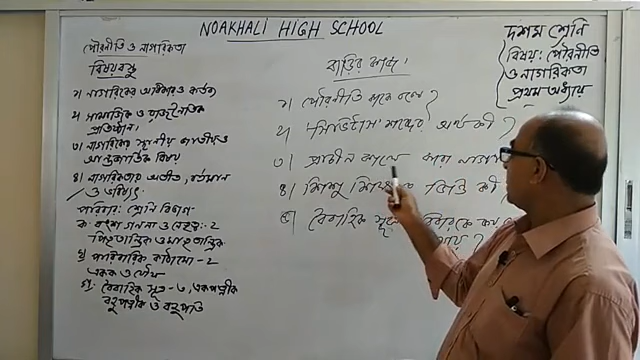 NOAKHALI HIGH SCHOOL
পৌরনীতি ও নাগরিকতা
বিষয়বস্তু
১। নাগরিকের অধিকার ও কর্তব্য
২। সামাজিক ও রাজনৈতিক
প্রতিষ্ঠান।
৩। নাগরিকের স্থানীয় জাতীয় ও
আন্তর্জাতিক বিষয়
৪। নাগরিকতার অতীত, বর্তমান
ও ভবিষ্যৎ
পরিবার: শ্রেণি বিভাগ
ক: বংশ গননা ও নেতৃত্ব: ২
পিতৃতান্ত্রিক ও মাতৃতান্ত্রিক
খ) পারিবারিক কাঠামো - ২
একক ও যৌথ
গ) বৈবাহিক সূত্র - ৩, একপত্নীক
বহুপত্নীক ও বহুপতি
বাড়ির কাজ।
১। পৌরনীতি কাকে বলে?
২। সিভিটাস শব্দের অর্থ কী?
৩। প্রাচীন কালে কারা
৪। শিশু ভিত্তি কী
৫। বৈবাহিক
দশম শ্রেণি
বিষয়: পৌরনীতি
ও নাগরিকতা
প্রথম অধ্যায়